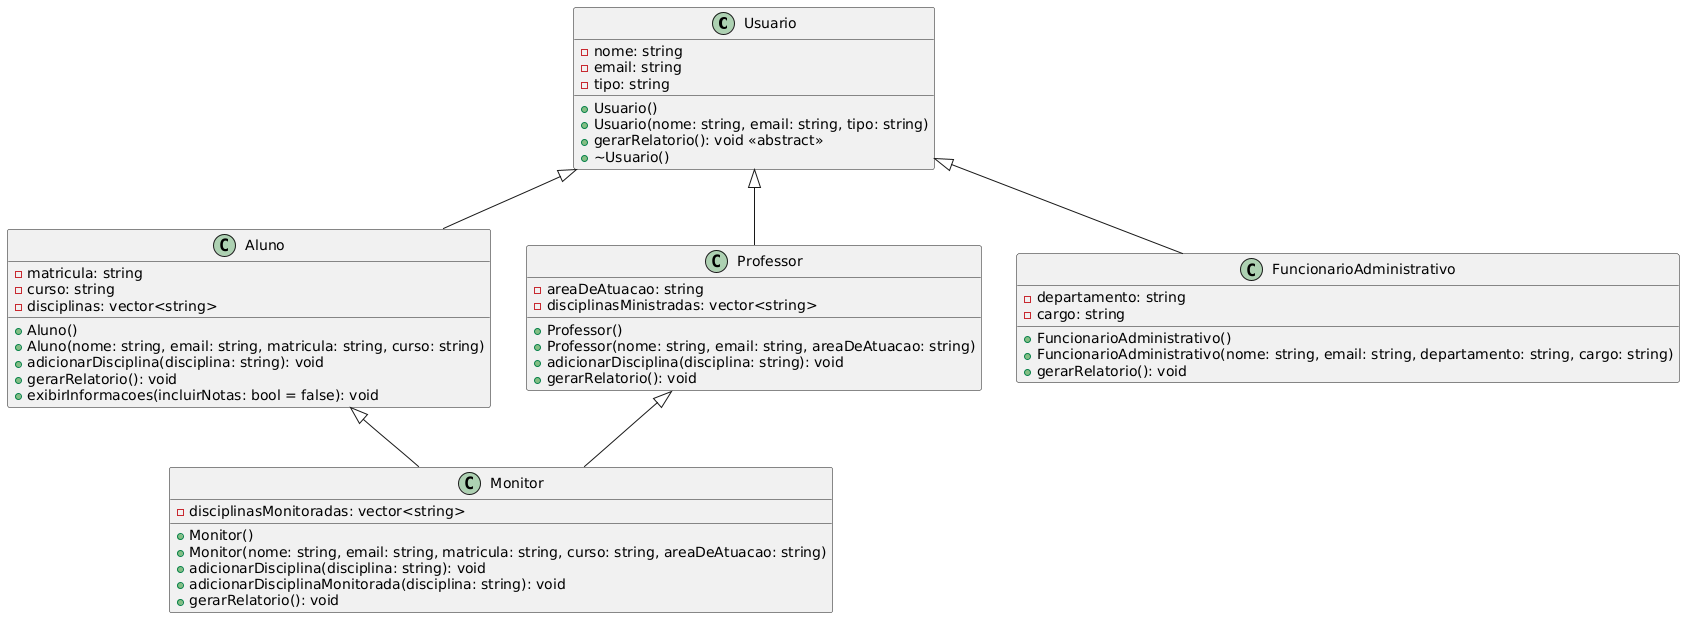 Usuario
nome: string
email: string
tipo: string
Usuario()
Usuario(nome: string, email: string, tipo: string)
gerarRelatorio(): void «abstract»
~Usuario()
Aluno
matricula: string
curso: string
disciplinas: vector<string>
Aluno()
Aluno(nome: string, email: string, matricula: string, curso: string)
adicionarDisciplina(disciplina: string): void
gerarRelatorio(): void
exibirInformacoes(incluirNotas: bool = false): void
Professor
areaDeAtuacao: string
disciplinasMinistradas: vector<string>
Professor()
Professor(nome: string, email: string, areaDeAtuacao: string)
adicionarDisciplina(disciplina: string): void
gerarRelatorio(): void
FuncionarioAdministrativo
departamento: string
cargo: string
FuncionarioAdministrativo()
FuncionarioAdministrativo(nome: string, email: string, departamento: string, cargo: string)
gerarRelatorio(): void
Monitor
disciplinasMonitoradas: vector<string>
Monitor()
Monitor(nome: string, email: string, matricula: string, curso: string, areaDeAtuacao: string)
adicionarDisciplina(disciplina: string): void
adicionarDisciplinaMonitorada(disciplina: string): void
gerarRelatorio(): void